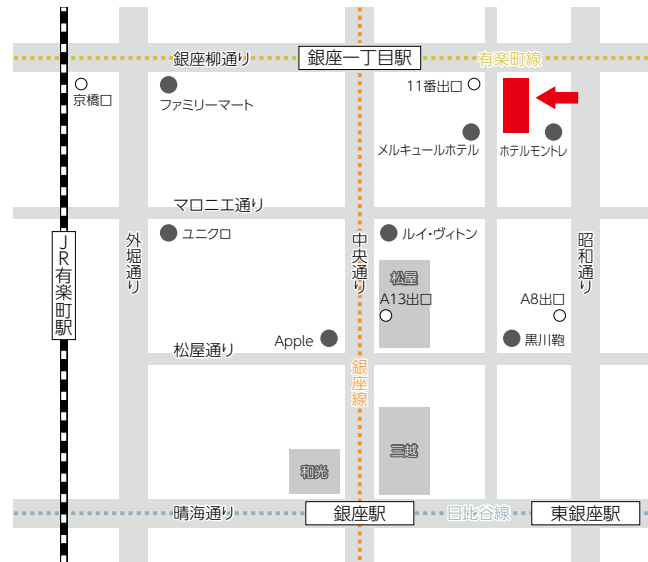 銀座柳通り
銀座一丁目駅
有楽町線
京橋口
ファミリーマート
11番出口
メルキュールホテル
ホテルモントレ
マロニエ通り
JR有楽町駅
外堀通り
ユニクロ
中央通り
ルイ・ヴィトン
昭和通り
松屋
A13出口
A8出口
Apple
黒川鞄
松屋通り
銀座線
和光
三越
晴海通り
銀座駅
日比谷線
東銀座駅